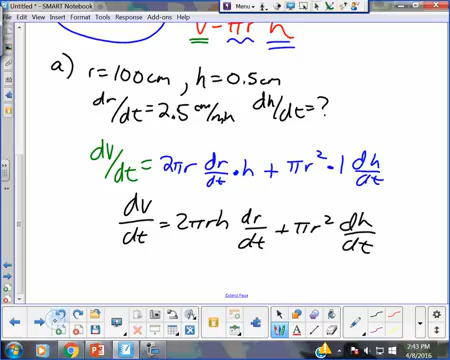 Untitled * - SMART Notebook
Menu
File Edit View Insert Format Tools Add-ons Help
V = πr² h
a) r = 100 cm , h = 0.5 cm
dr/dt = 2.5 cm/min dh/dt = ?
dV/dt = 2πr dr/dt · h + πr² · 1 dh/dt
dv/dt = 2πrh dr/dt + πr² dh/dt
Extend Page
2:43 PM
4/8/2016